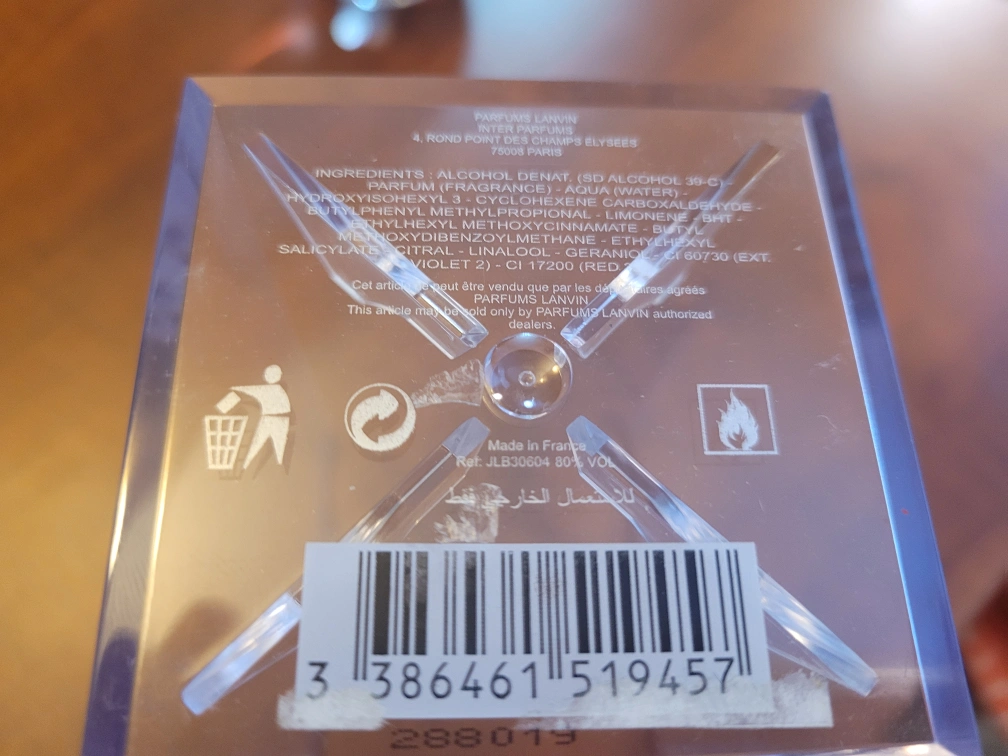 PARFUMS LANVIN
INTER PARFUMS
4, ROND POINT DES CHAMPS ELYSEES
75008 PARIS
INGREDIENTS : ALCOHOL DENAT. (SD ALCOHOL 39-C) -
PARFUM (FRAGRANCE) - AQUA (WATER) -
HYDROXYISOHEXYL 3 - CYCLOHEXENE CARBOXALDEHYDE -
BUTYLPHENYL METHYLPROPIONAL - LIMONENE - BHT -
ETHYLHEXYL METHOXYCINNAMATE - BUTYL
METHOXYDIBENZOYLMETHANE - ETHYLHEXYL
SALICYLATE - CITRAL - LINALOOL - GERANIOL - CI 60730 (EXT.
VIOLET 2) - CI 17200 (RED
Cet article ne peut être vendu que par les dépositaires agréés
PARFUMS LANVIN
This article may be sold only by PARFUMS LANVIN authorized
dealers.
Made in France
Ref: JLB30604 80% VOL
للاستعمال الخارجي فقط
3 386461 519457
288019